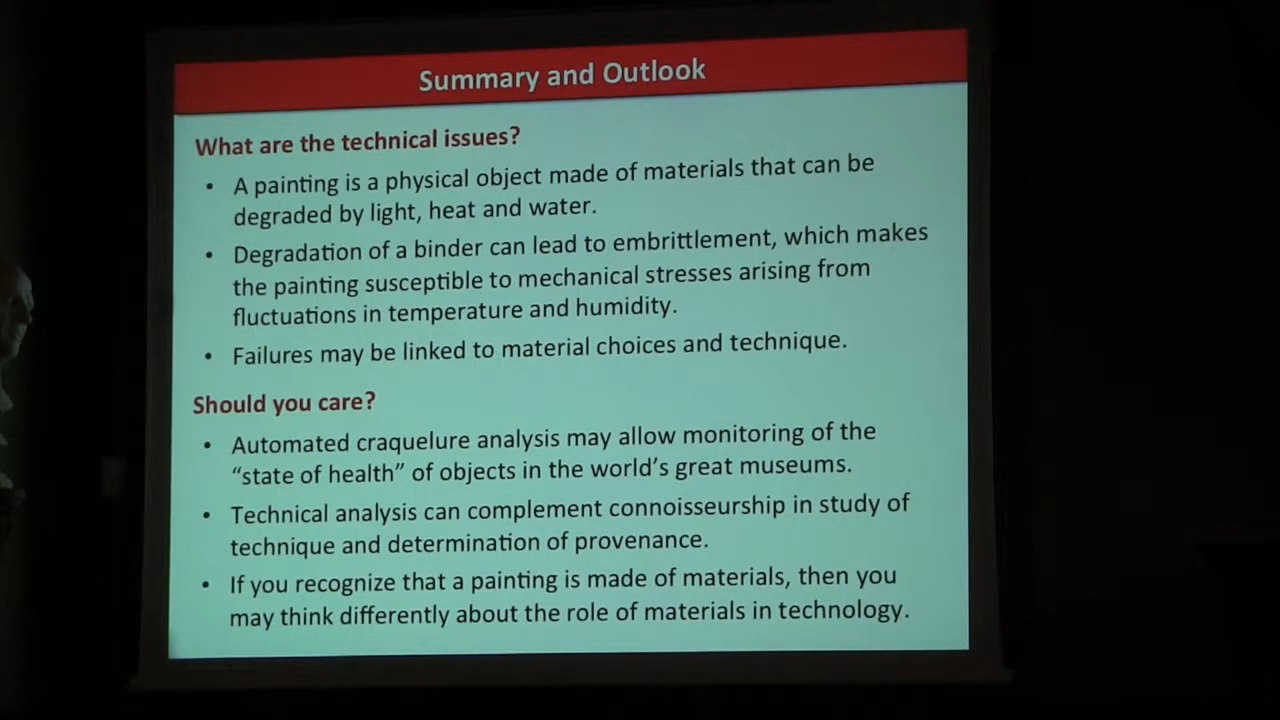 Summary and Outlook
What are the technical issues?
• A painting is a physical object made of materials that can be
degraded by light, heat and water.
• Degradation of a binder can lead to embrittlement, which makes
the painting susceptible to mechanical stresses arising from
fluctuations in temperature and humidity.
• Failures may be linked to material choices and technique.
Should you care?
• Automated craquelure analysis may allow monitoring of the
“state of health” of objects in the world’s great museums.
• Technical analysis can complement connoisseurship in study of
technique and determination of provenance.
• If you recognize that a painting is made of materials, then you
may think differently about the role of materials in technology.